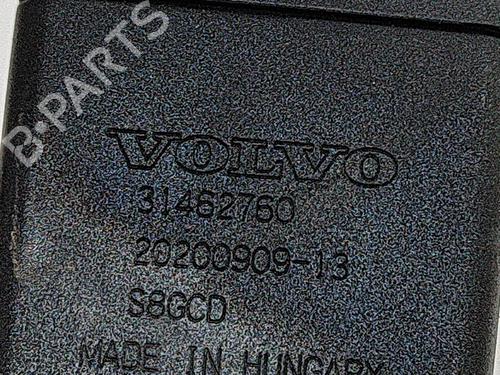 B·PARTS
VOLVO
31462760
20200909-13
S8GCD
MADE IN HUNGARY